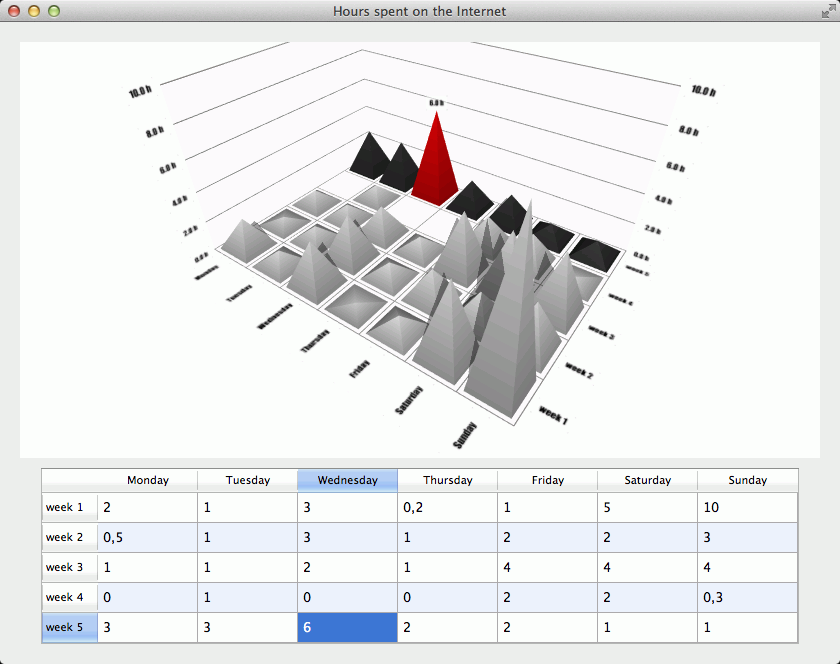 Hours spent on the Internet
6.0 h
10.0 h 10.0 h
8.0 h 8.0 h
6.0 h 6.0 h
4.0 h 4.0 h
2.0 h 2.0 h
0.0 h 0.0 h
Monday week 5
Tuesday week 4
Wednesday week 3
Thursday week 2
Friday
Saturday week 1
Sunday
Monday Tuesday Wednesday Thursday Friday Saturday Sunday
week 1 2 1 3 0,2 1 5 10
week 2 0,5 1 3 1 2 2 3
week 3 1 1 2 1 4 4 4
week 4 0 1 0 0 2 2 0,3
week 5 3 3 6 2 2 1 1